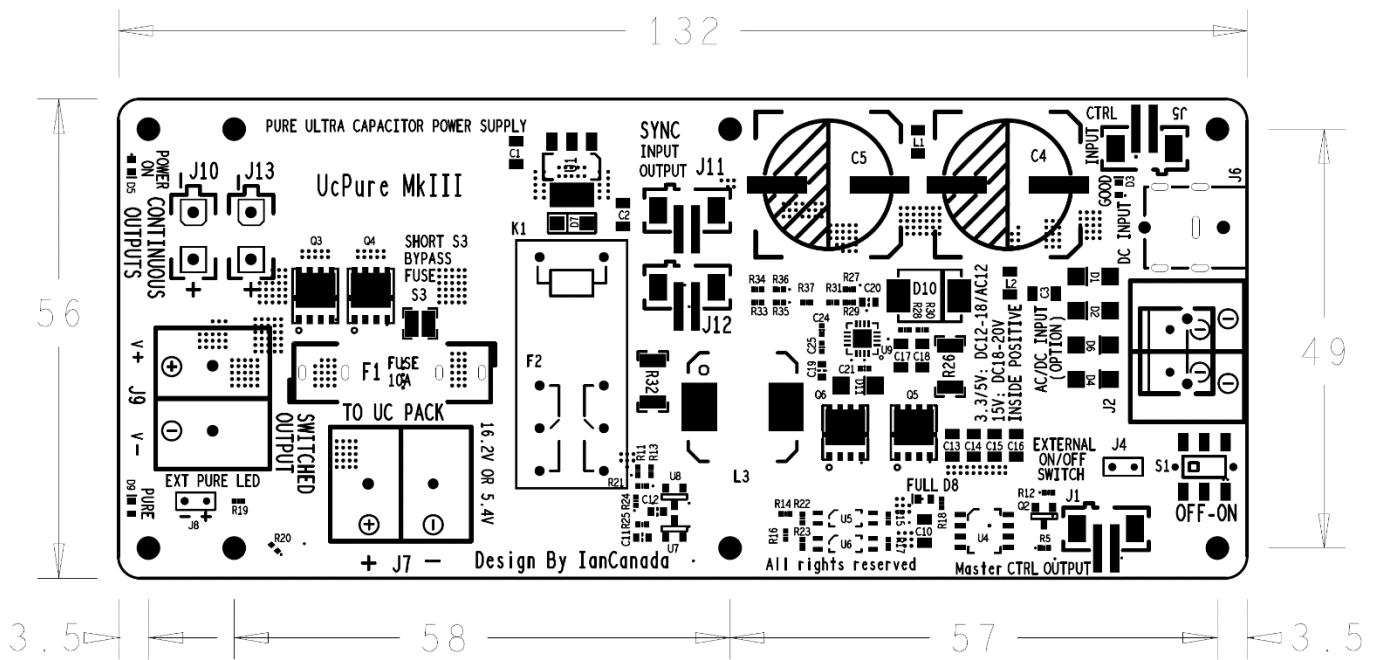 132
PURE ULTRA CAPACITOR POWER SUPPLY
SYNC
INPUT
OUTPUT
CTRL
J5
INPUT
C1
U1
C5
L1
C4
POWER
ON
D5
J10
J13
UcPure MkIII
J11
J6
GOOD
D3
CONTINUOUS
OUTPUTS
K1
D7
C2
DC INPUT
Q3
Q4
SHORT S3
BYPASS
FUSE
S3
J12
R34
R36
R37
R31
R27
C20
R29
R33
R35
D10
R28
R30
L2
C3
D1
D2
D6
D4
56
49
C24
C25
C19
C21
U9
C17
C18
R26
D11
3.3/5V: DC12-18/AC12
15V: DC18-20V
INSIDE POSITIVE
AC/DC INPUT
(OPTION)
J2
V+
J9
V-
F1
FUSE
10A
F2
R32
TO UC PACK
SWITCHED
OUTPUT
16.2V OR 5.4V
Q6
Q5
C13
C14
C15
C16
L3
EXTERNAL
ON/OFF
SWITCH
J4
S1
OFF-ON
PURE
D9
EXT PURE LED
J8
R19
R20
R11
R13
R21
R24
C12
R25
C11
U8
U7
FULL D8
R14
R22
R16
R23
U5
U6
R15
R17
C10
R18
U4
R12
Q2
R5
J1
+ J7 -
Design By IanCanada
All rights reserved
Master CTRL OUTPUT
3.5
58
57
3.5